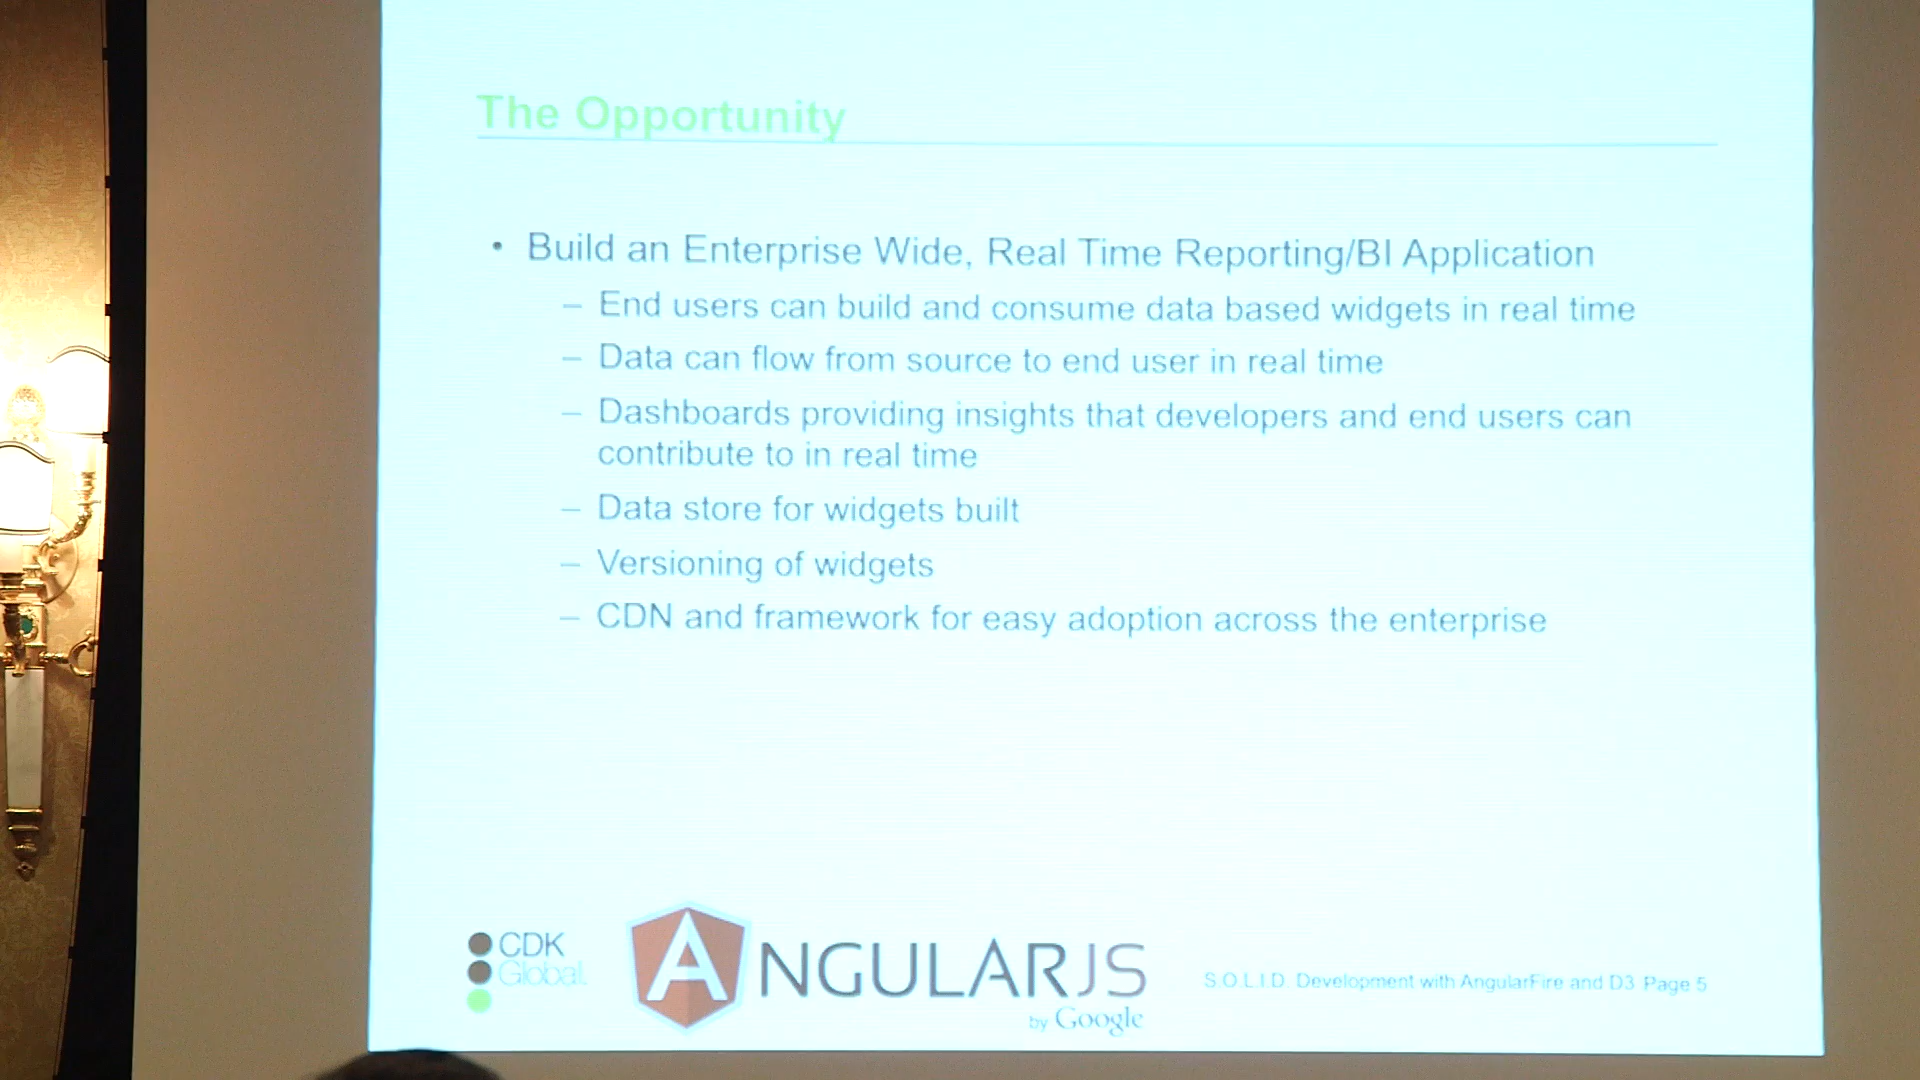 The Opportunity
• Build an Enterprise Wide, Real Time Reporting/BI Application
– End users can build and consume data based widgets in real time
– Data can flow from source to end user in real time
– Dashboards providing insights that developers and end users can
contribute to in real time
– Data store for widgets built
– Versioning of widgets
– CDN and framework for easy adoption across the enterprise
CDK
Global
ANGULARJS
by Google
S.O.L.I.D. Development with AngularFire and D3 Page 5